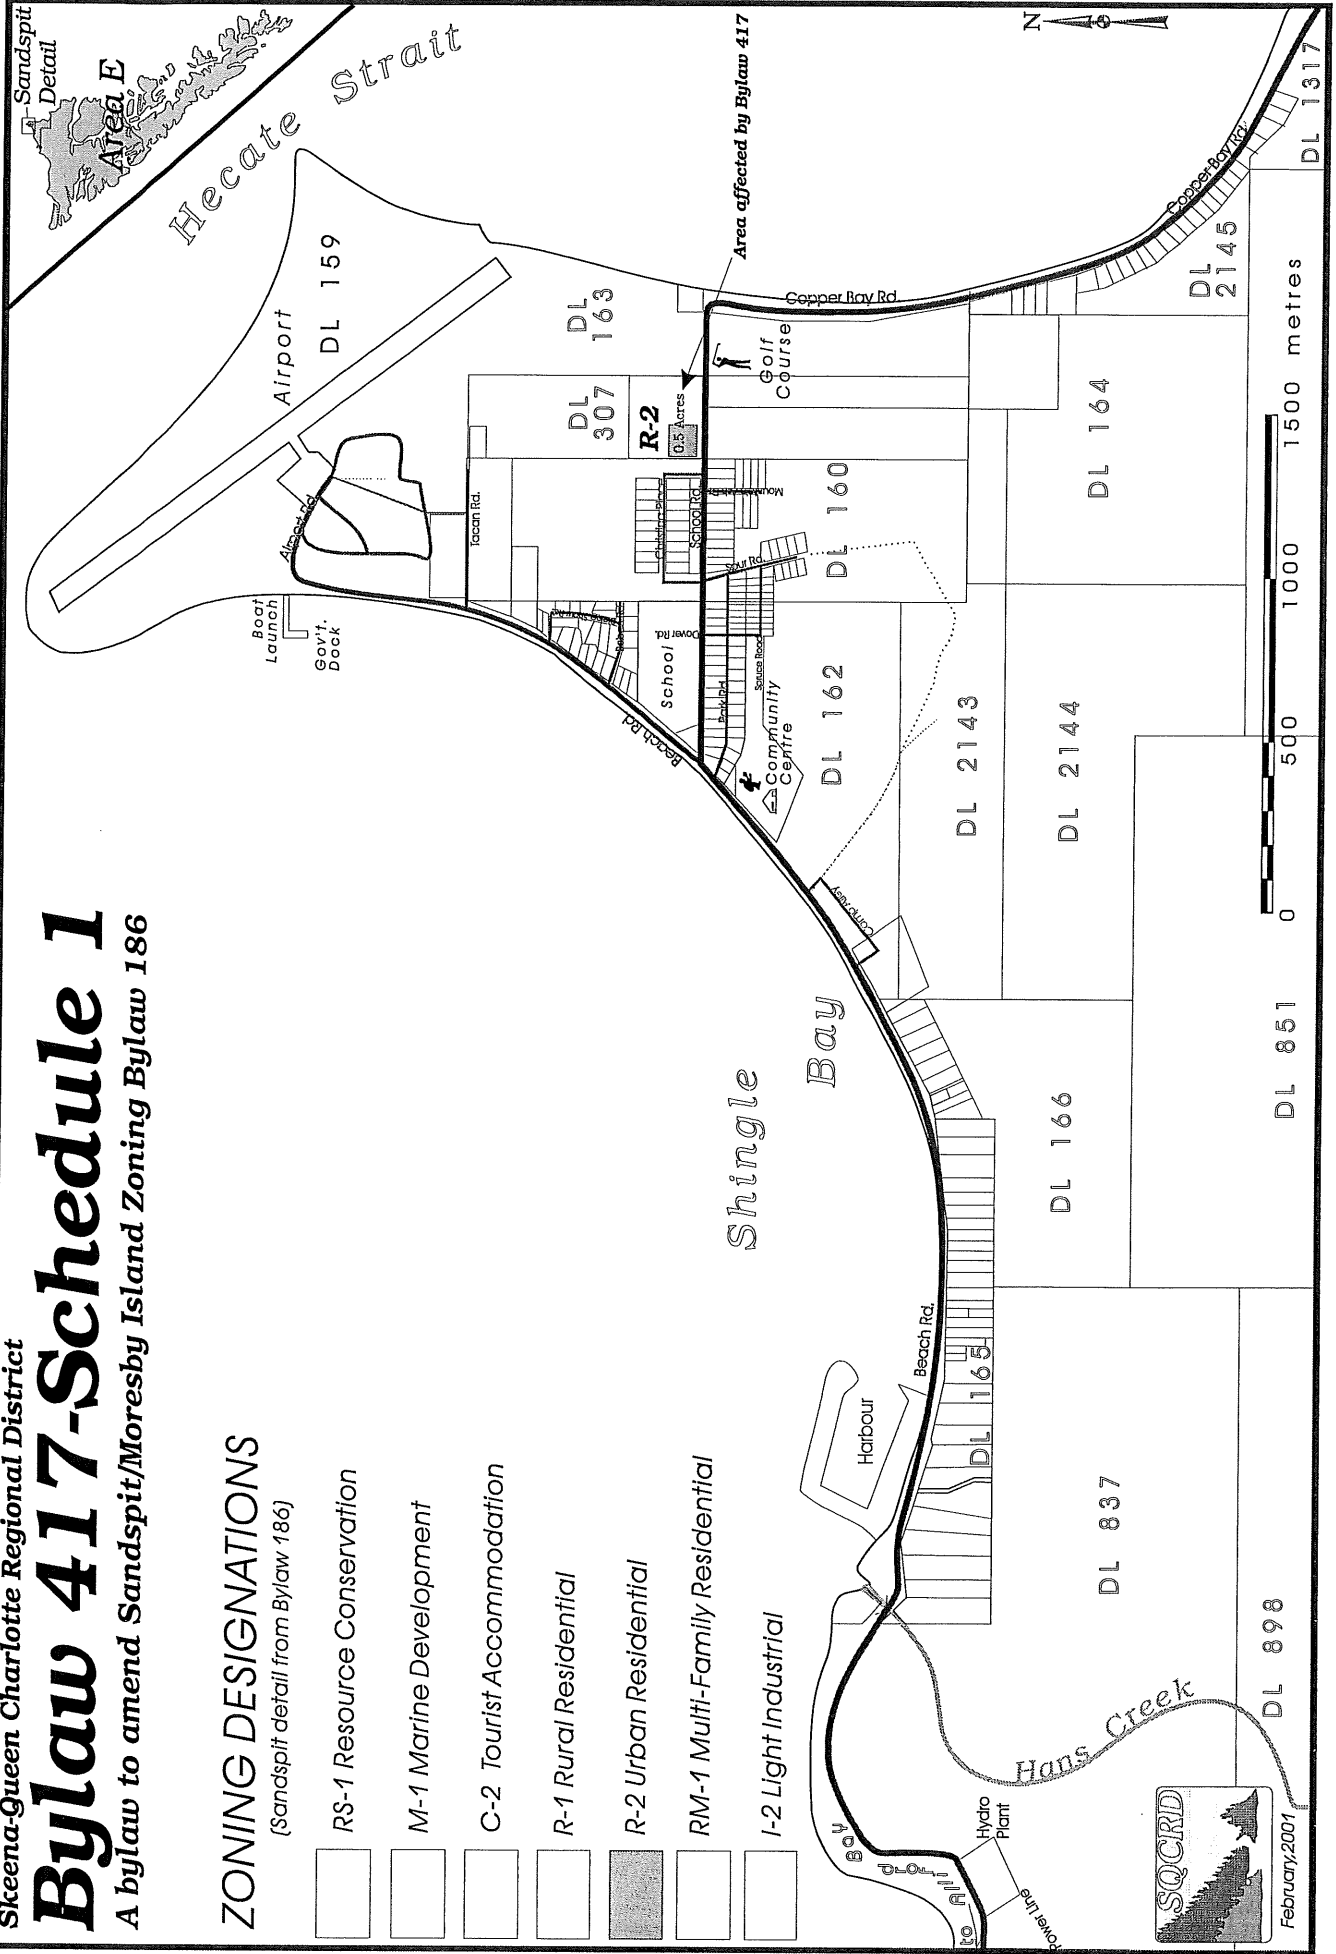 Skeena-Queen Charlotte Regional District
Bylaw 417-Schedule 1
A bylaw to amend Sandspit/Moresby Island Zoning Bylaw 186
ZONING DESIGNATIONS
(Sandspit detail from Bylaw 186)
RS-1 Resource Conservation
M-1 Marine Development
C-2 Tourist Accommodation
R-1 Rural Residential
R-2 Urban Residential
RM-1 Multi-Family Residential
I-2 Light Industrial
Sandspit
Detail
Area E
Hecate Strait
Airport
DL 159
Airport Rd.
Boat
Launch
Gov't.
Dock
Tacan Rd.
DL
163
DL
307
R-2
0.5 Acres
Area affected by Bylaw 417
N
School Rd.
School
Dover Rd.
Beach Rd.
Park Rd.
Spruce Road
Spur Rd.
Community
Centre
Golf
Course
Copper Bay Rd.
Copper Bay Rd.
DL 160
DL 162
DL 164
DL
2145
DL 1317
DL 2143
DL 2144
Camp Alley
Shingle
Bay
DL 166
DL 851
Harbour
Beach Rd.
DL 165
DL 837
DL 898
Hans Creek
to Alliford Bay
Hydro
Plant
Power Line
0 500 1000 1500 metres
SQCRD
February,2001